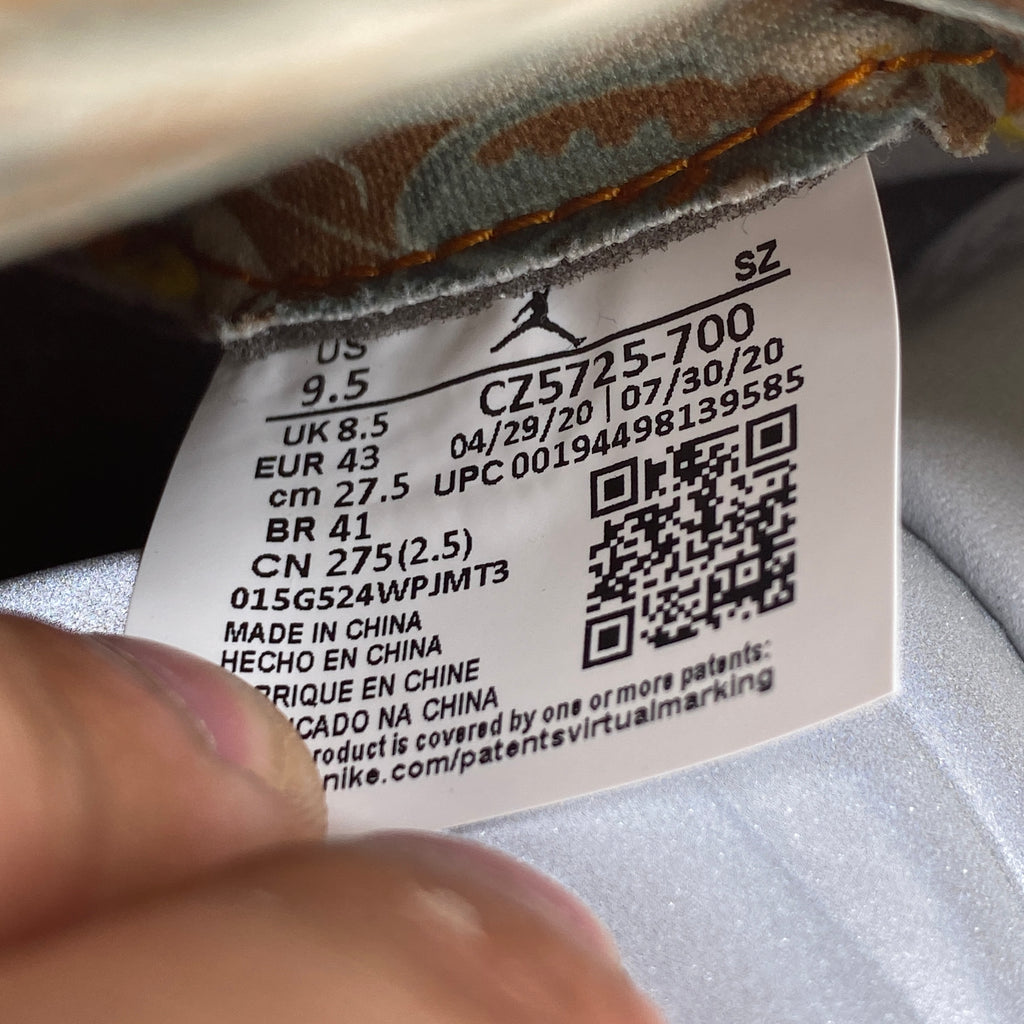 SZ
US
9.5
CZ5725-700
UK 8.5
04/29/20 | 07/30/20
EUR 43
UPC 00194498139585
cm 27.5
BR 41
CN 275(2.5)
015G524WPJMT3
MADE IN CHINA
HECHO EN CHINA
RIQUE EN CHINE
CADO NA CHINA
roduct is covered by one or more patents:
nike.com/patentsvirtualmarking